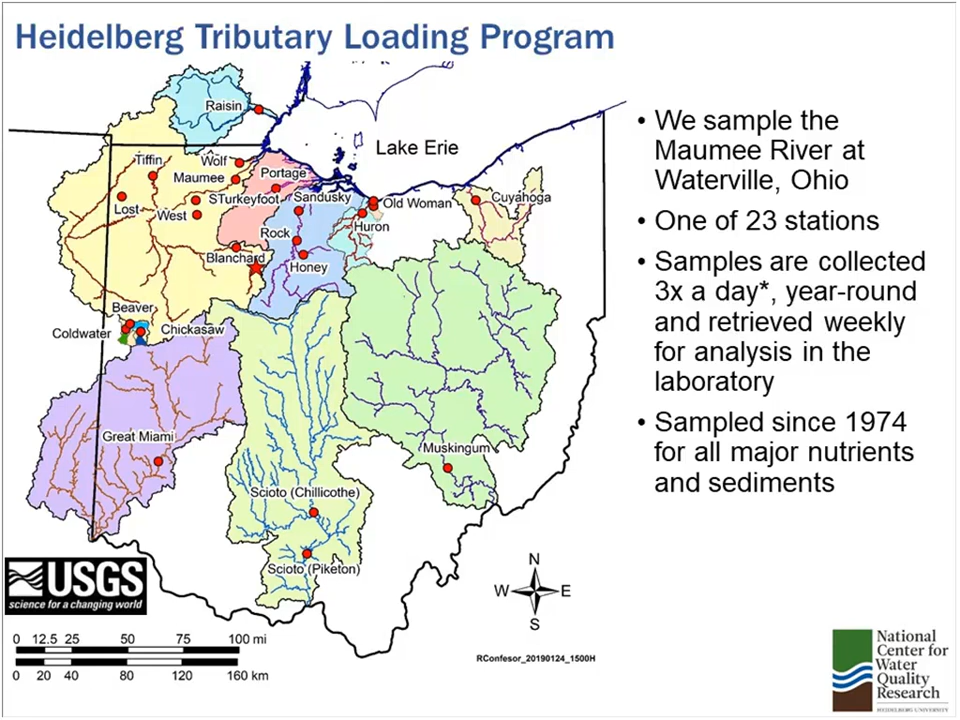 Heidelberg Tributary Loading Program
Raisin
Lake Erie
Tiffin
Wolf
Maumee
Portage
Lost
West
STurkeyfoot
Sandusky
Old Woman
Cuyahoga
Rock
Huron
Blanchard
Honey
Beaver
Coldwater
Chickasaw
Great Miami
Muskingum
Scioto (Chillicothe)
Scioto (Piketon)
• We sample the
Maumee River at
Waterville, Ohio
• One of 23 stations
• Samples are collected
3x a day*, year-round
and retrieved weekly
for analysis in the
laboratory
• Sampled since 1974
for all major nutrients
and sediments
USGS
science for a changing world
N
W E
S
0 12.5 25 50 75 100 mi
0 20 40 80 120 160 km
RConfesor_20190124_1500H
National
Center for
Water
Quality
Research
HEIDELBERG UNIVERSITY